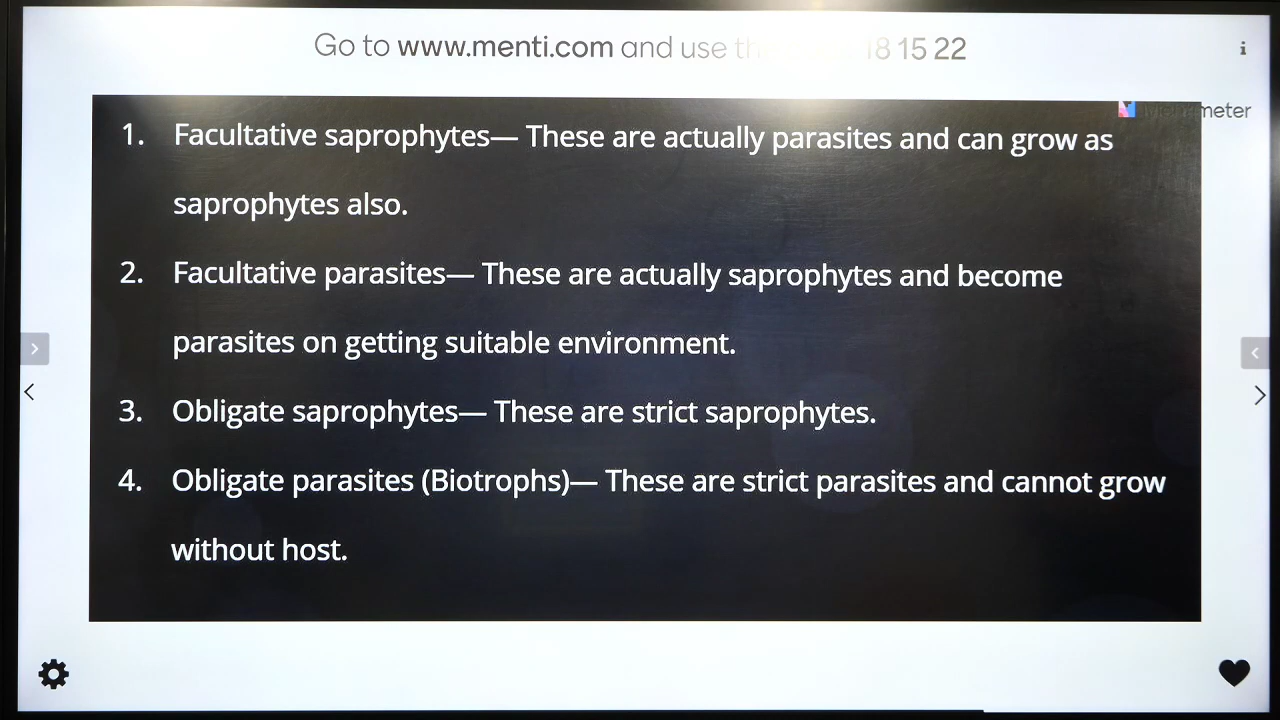 Go to www.menti.com and use 18 15 22
1. Facultative saprophytes— These are actually parasites and can grow as
saprophytes also.
2. Facultative parasites— These are actually saprophytes and become
parasites on getting suitable environment.
3. Obligate saprophytes— These are strict saprophytes.
4. Obligate parasites (Biotrophs)— These are strict parasites and cannot grow
without host.